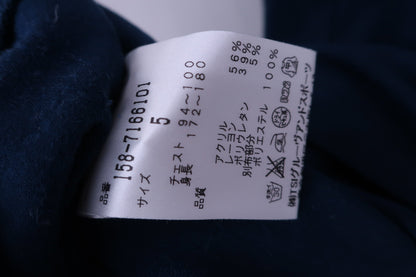 品番
158-7166101
サイズ
5
チェスト 94～100
身長 172～180
品質
アクリル 56%
レーヨン 39%
ポリウレタン 5%
別布部分
ポリエステル 100%
㈱TSIグルーヴアンドスポーツ